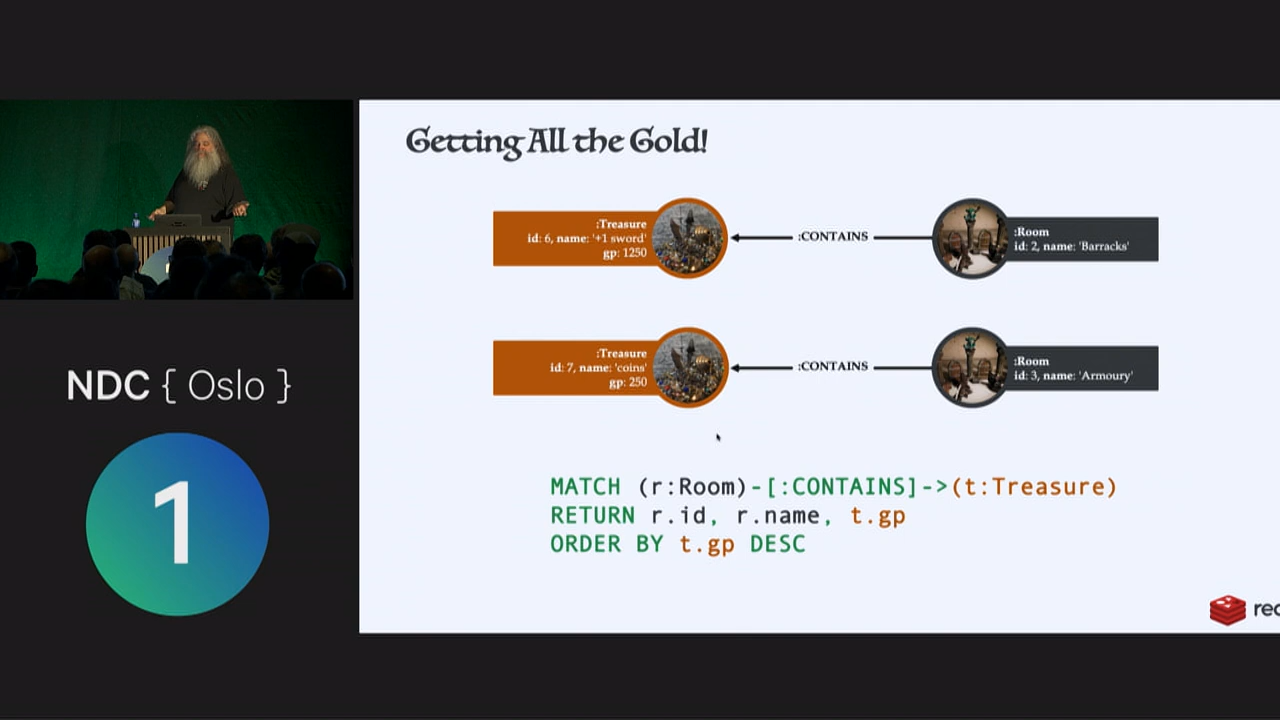 Getting All the Gold!
:Treasure
id: 6, name: '+1 sword'
gp: 1250
:CONTAINS
:Room
id: 2, name: 'Barracks'
:Treasure
id: 7, name: 'coins'
gp: 250
:CONTAINS
:Room
id: 3, name: 'Armoury'
NDC { Oslo }
1
MATCH (r:Room)-[:CONTAINS]->(t:Treasure)
RETURN r.id, r.name, t.gp
ORDER BY t.gp DESC
red